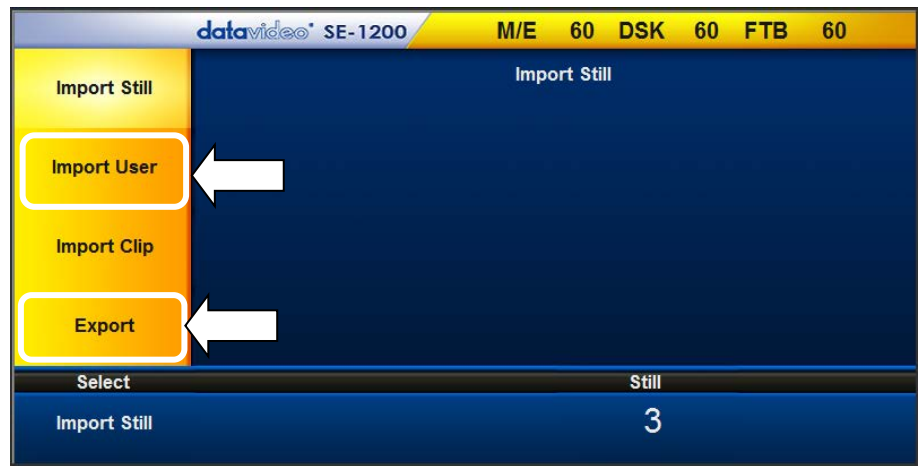 datavideo SE-1200 M/E 60 DSK 60 FTB 60
Import Still
Import Still
Import User
Import Clip
Export
Select Still
Import Still 3